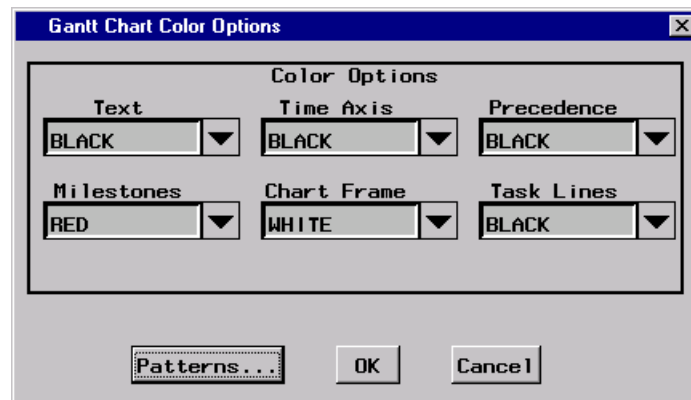 Gantt Chart Color Options
Color Options
Text Time Axis Precedence
BLACK BLACK BLACK
Milestones Chart Frame Task Lines
RED WHITE BLACK
Patterns... OK Cancel